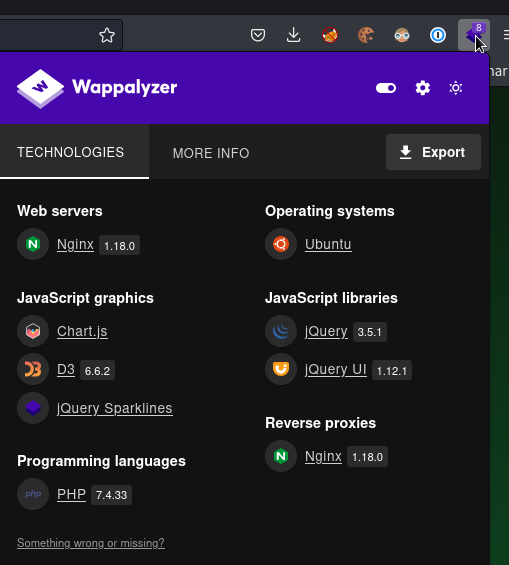 8
Wappalyzer
TECHNOLOGIES
MORE INFO
Export
Web servers
Nginx 1.18.0
JavaScript graphics
Chart.js
D3 6.6.2
jQuery Sparklines
Programming languages
php PHP 7.4.33
Operating systems
Ubuntu
JavaScript libraries
jQuery 3.5.1
jQuery UI 1.12.1
Reverse proxies
Nginx 1.18.0
Something wrong or missing?